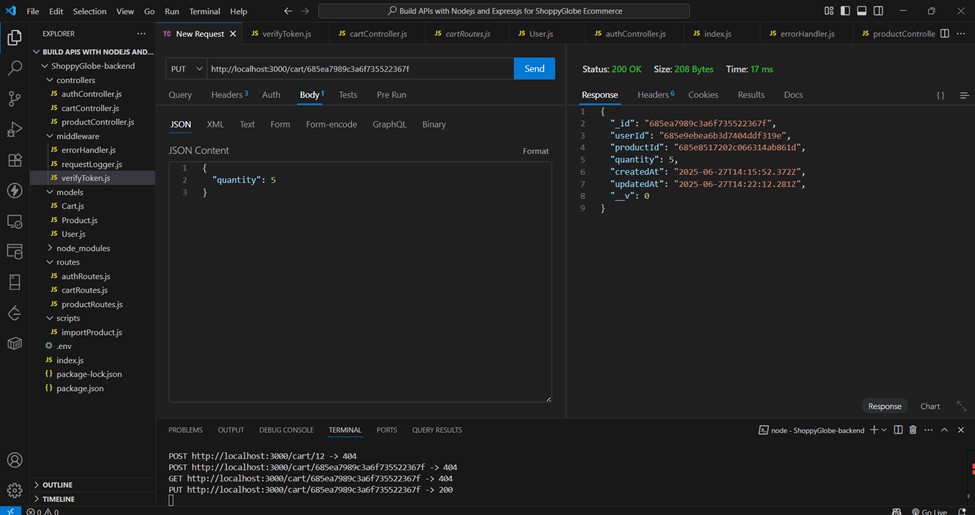 File Edit Selection View Go Run Terminal Help
Build APIs with Nodejs and Expressjs for ShoppyGlobe Ecommerce
EXPLORER
BUILD APIS WITH NODEJS AND...
ShoppyGlobe-backend
controllers
JS authController.js
JS cartController.js
JS productController.js
middleware
JS errorHandler.js
JS requestLogger.js
JS verifyToken.js
models
JS Cart.js
JS Product.js
JS User.js
node_modules
routes
JS authRoutes.js
JS cartRoutes.js
JS productRoutes.js
scripts
JS importProduct.js
.env
JS index.js
{} package-lock.json
{} package.json
OUTLINE
TIMELINE
TC New Request
JS verifyToken.js
JS cartController.js
JS cartRoutes.js
JS User.js
JS authController.js
JS index.js
JS errorHandler.js
JS productControlle
PUT http://localhost:3000/cart/685ea7989c3a6f735522367f Send
Query Headers 3 Auth Body 1 Tests Pre Run
JSON XML Text Form Form-encode GraphQL Binary
JSON Content Format
1 {
2 "quantity": 5
3 }
Status: 200 OK Size: 208 Bytes Time: 17 ms
Response Headers 6 Cookies Results Docs {}
1 {
2 "_id": "685ea7989c3a6f735522367f",
3 "userId": "685e9ebea6b3d7404ddf319e",
4 "productId": "685e8517202c066314ab861d",
5 "quantity": 5,
6 "createdAt": "2025-06-27T14:15:52.372Z",
7 "updatedAt": "2025-06-27T14:22:12.281Z",
8 "__v": 0
9 }
Response Chart
PROBLEMS OUTPUT DEBUG CONSOLE TERMINAL PORTS QUERY RESULTS
node - ShoppyGlobe-backend
POST http://localhost:3000/cart/12 -> 404
POST http://localhost:3000/cart/685ea7989c3a6f735522367f -> 404
GET http://localhost:3000/cart/685ea7989c3a6f735522367f -> 404
PUT http://localhost:3000/cart/685ea7989c3a6f735522367f -> 200
0 0
Go Live